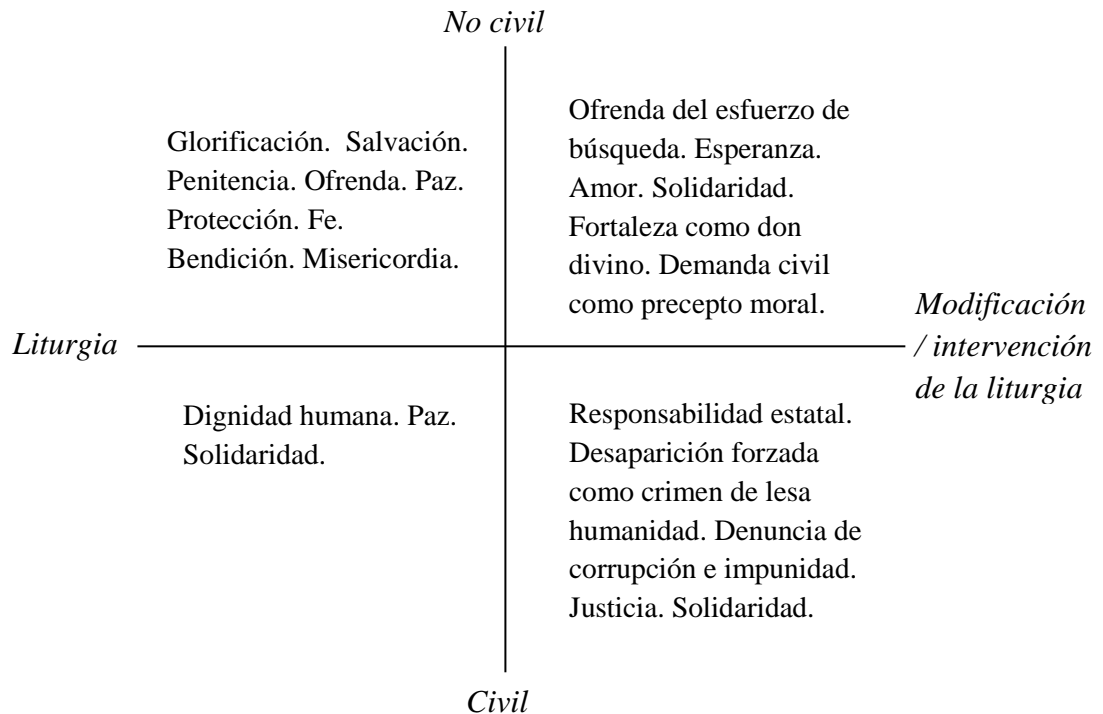 No civil
Glorificación. Salvación.
Penitencia. Ofrenda. Paz.
Protección. Fe.
Bendición. Misericordia.
Ofrenda del esfuerzo de
búsqueda. Esperanza.
Amor. Solidaridad.
Fortaleza como don
divino. Demanda civil
como precepto moral.
Liturgia
Modificación
/ intervención
de la liturgia
Dignidad humana. Paz.
Solidaridad.
Responsabilidad estatal.
Desaparición forzada
como crimen de lesa
humanidad. Denuncia de
corrupción e impunidad.
Justicia. Solidaridad.
Civil